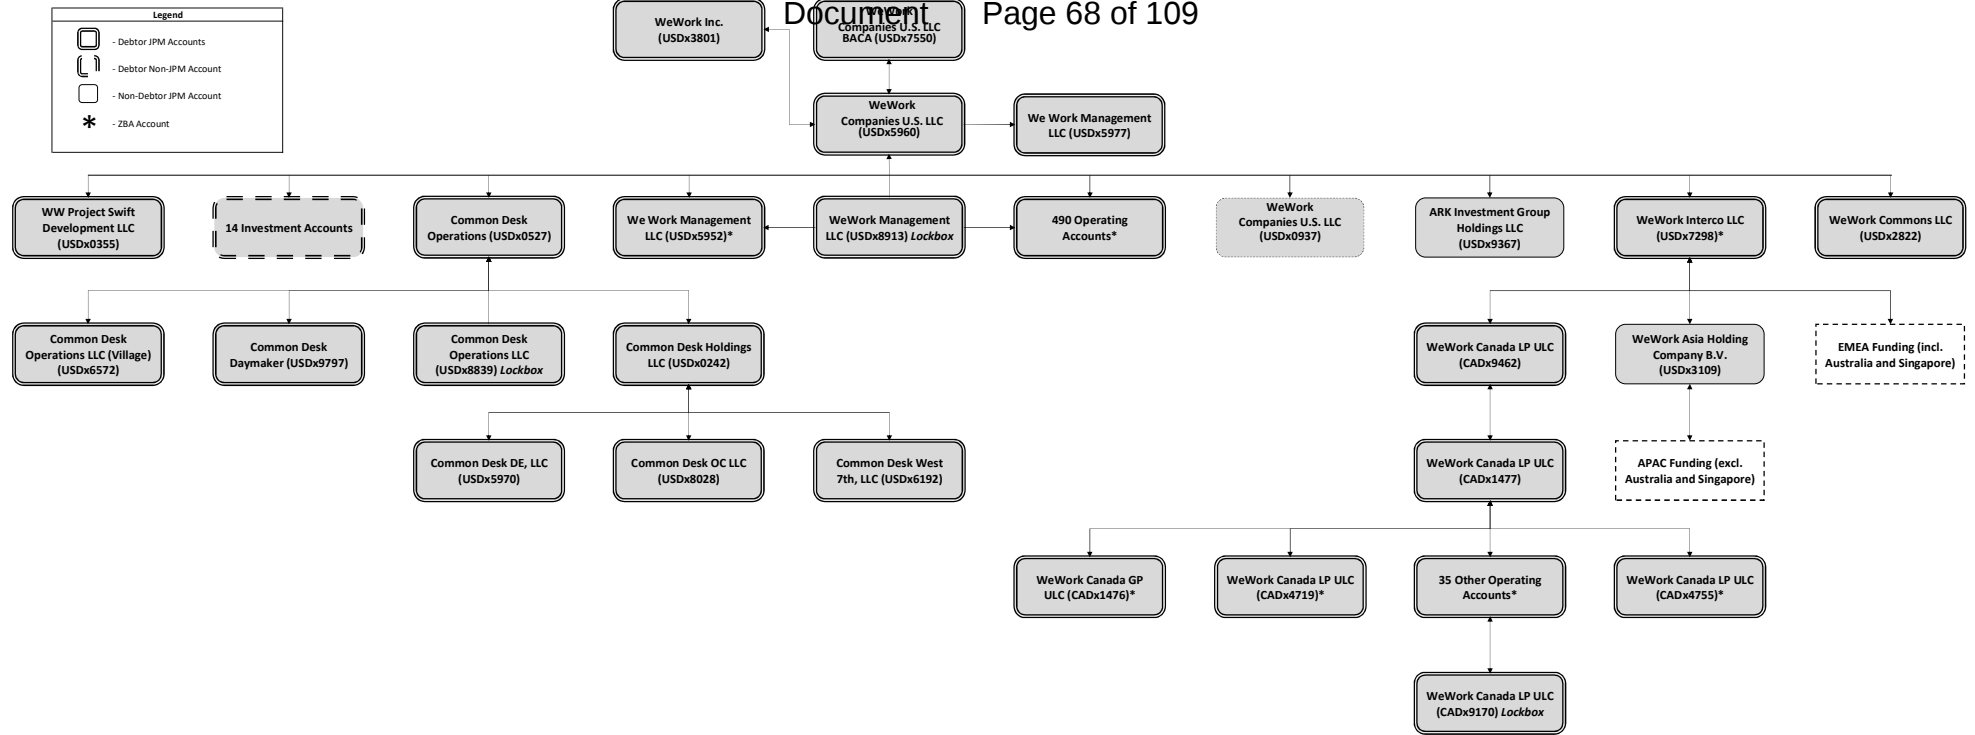 Document Page 68 of 109
Legend
- Debtor JPM Accounts
- Debtor Non-JPM Account
- Non-Debtor JPM Account
* - ZBA Account
WeWork Inc.
(USDx3801)
WeWork
Companies U.S. LLC
BACA (USDx7550)
WeWork
Companies U.S. LLC
(USDx5960)
We Work Management
LLC (USDx5977)
WW Project Swift
Development LLC
(USDx0355)
14 Investment Accounts
Common Desk
Operations (USDx0527)
We Work Management
LLC (USDx5952)*
WeWork Management
LLC (USDx8913) Lockbox
490 Operating
Accounts*
WeWork
Companies U.S. LLC
(USDx0937)
ARK Investment Group
Holdings LLC
(USDx9367)
WeWork Interco LLC
(USDx7298)*
WeWork Commons LLC
(USDx2822)
Common Desk
Operations LLC (Village)
(USDx6572)
Common Desk
Daymaker (USDx9797)
Common Desk
Operations LLC
(USDx8839) Lockbox
Common Desk Holdings
LLC (USDx0242)
WeWork Canada LP ULC
(CADx9462)
WeWork Asia Holding
Company B.V.
(USDx3109)
EMEA Funding (incl.
Australia and Singapore)
Common Desk DE, LLC
(USDx5970)
Common Desk OC LLC
(USDx8028)
Common Desk West
7th, LLC (USDx6192)
WeWork Canada LP ULC
(CADx1477)
APAC Funding (excl.
Australia and Singapore)
WeWork Canada GP
ULC (CADx1476)*
WeWork Canada LP ULC
(CADx4719)*
35 Other Operating
Accounts*
WeWork Canada LP ULC
(CADx4755)*
WeWork Canada LP ULC
(CADx9170) Lockbox